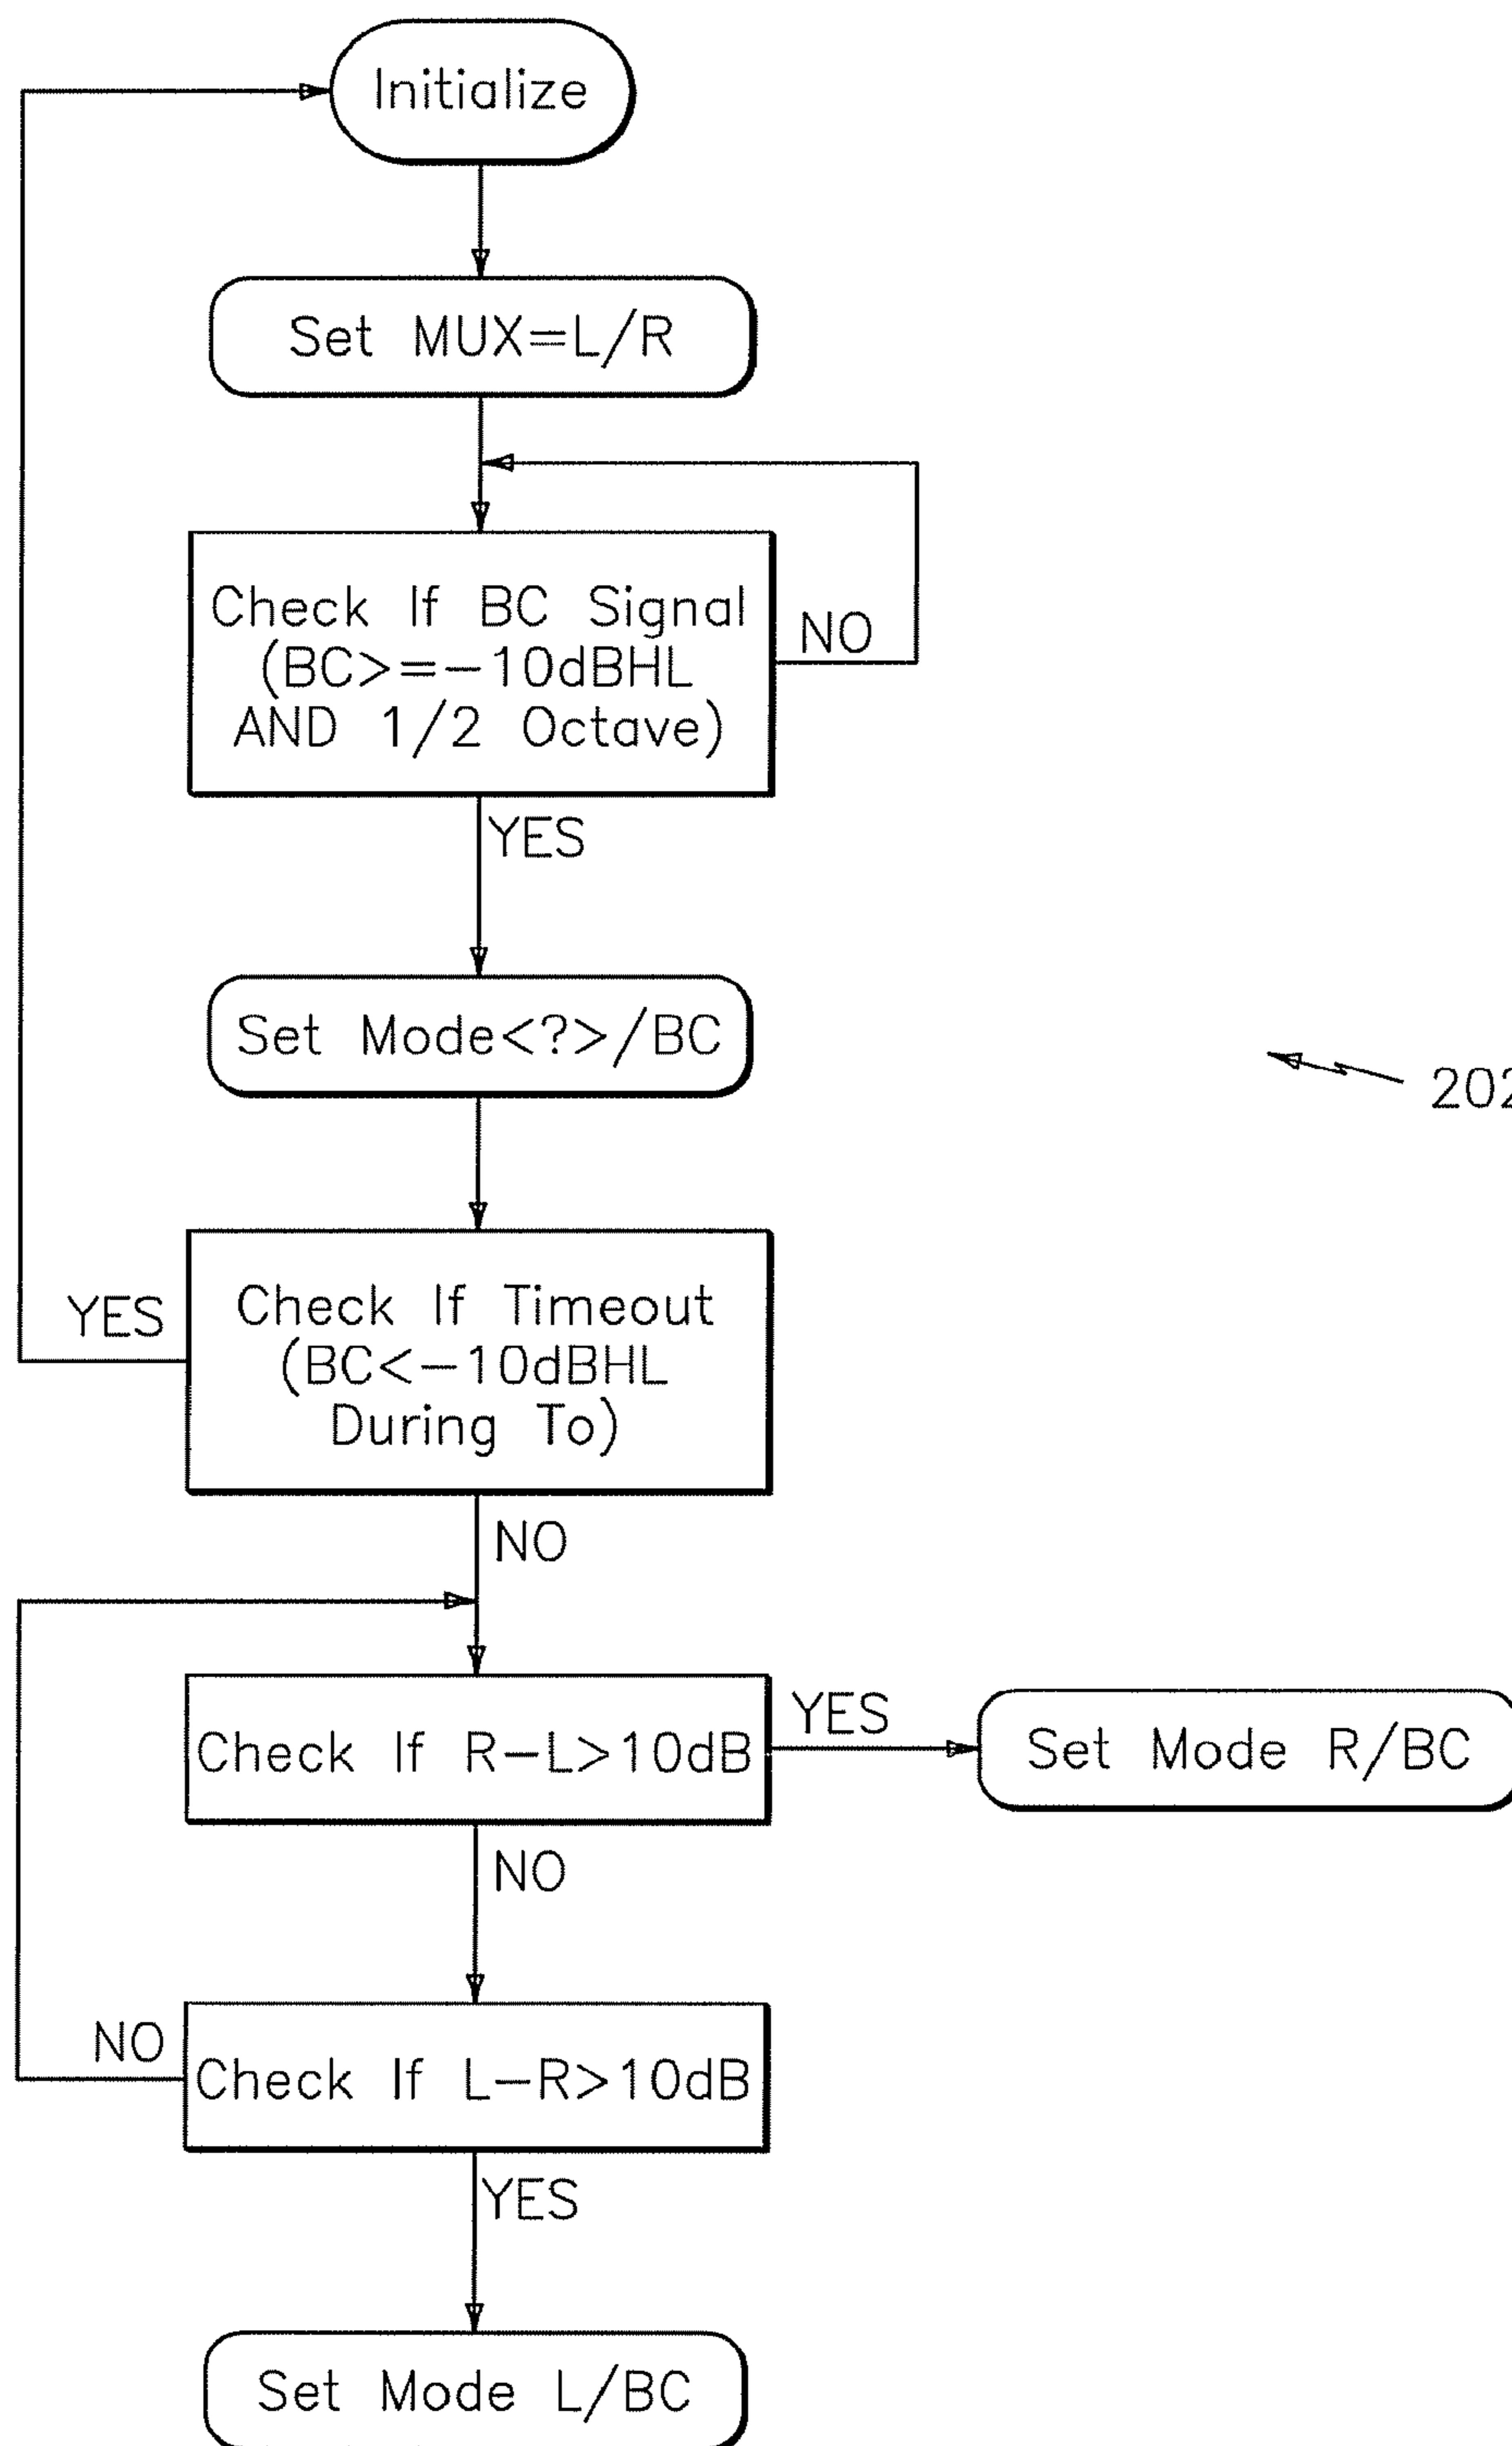 Initialize
Set MUX=L/R
Check If BC Signal
(BC>=-10dBHL
AND 1/2 Octave)
NO
YES
Set Mode<?>/BC
202
Check If Timeout
(BC<-10dBHL
During To)
YES
NO
Check If R-L>10dB
YES
Set Mode R/BC
NO
Check If L-R>10dB
NO
YES
Set Mode L/BC